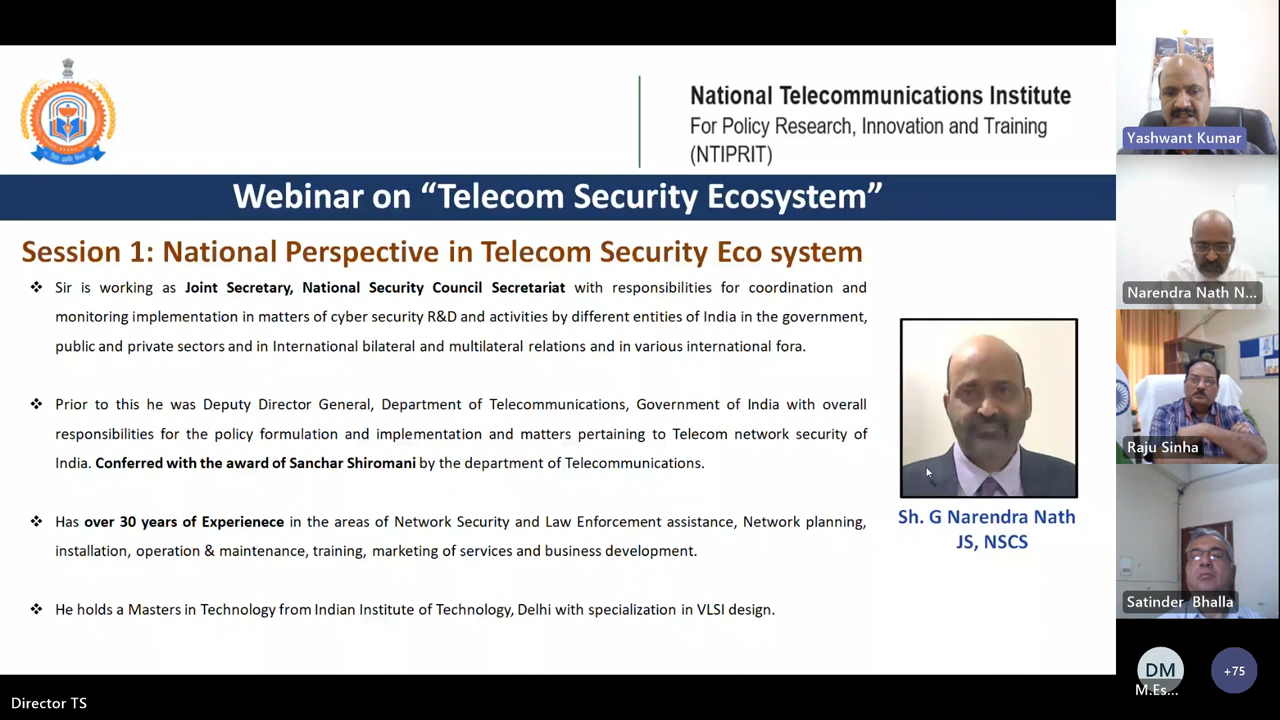 National Telecommunications Institute
For Policy Research, Innovation and Training
(NTIPRIT)
Webinar on “Telecom Security Ecosystem”
Session 1: National Perspective in Telecom Security Eco system
❖ Sir is working as Joint Secretary, National Security Council Secretariat with responsibilities for coordination and
monitoring implementation in matters of cyber security R&D and activities by different entities of India in the government,
public and private sectors and in International bilateral and multilateral relations and in various international fora.
❖ Prior to this he was Deputy Director General, Department of Telecommunications, Government of India with overall
responsibilities for the policy formulation and implementation and matters pertaining to Telecom network security of
India. Conferred with the award of Sanchar Shiromani by the department of Telecommunications.
❖ Has over 30 years of Experienece in the areas of Network Security and Law Enforcement assistance, Network planning,
installation, operation & maintenance, training, marketing of services and business development.
❖ He holds a Masters in Technology from Indian Institute of Technology, Delhi with specialization in VLSI design.
Sh. G Narendra Nath
JS, NSCS
Yashwant Kumar
Narendra Nath N...
Raju Sinha
Satinder Bhalla
DM
M.Es...
+75
Director TS